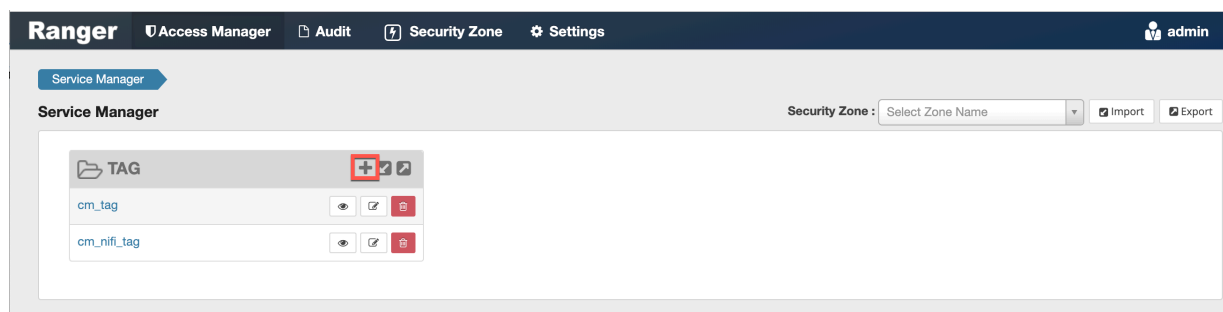 Ranger Access Manager Audit Security Zone Settings admin
Service Manager
Service Manager Security Zone : Select Zone Name Import Export
TAG
cm_tag
cm_nifi_tag